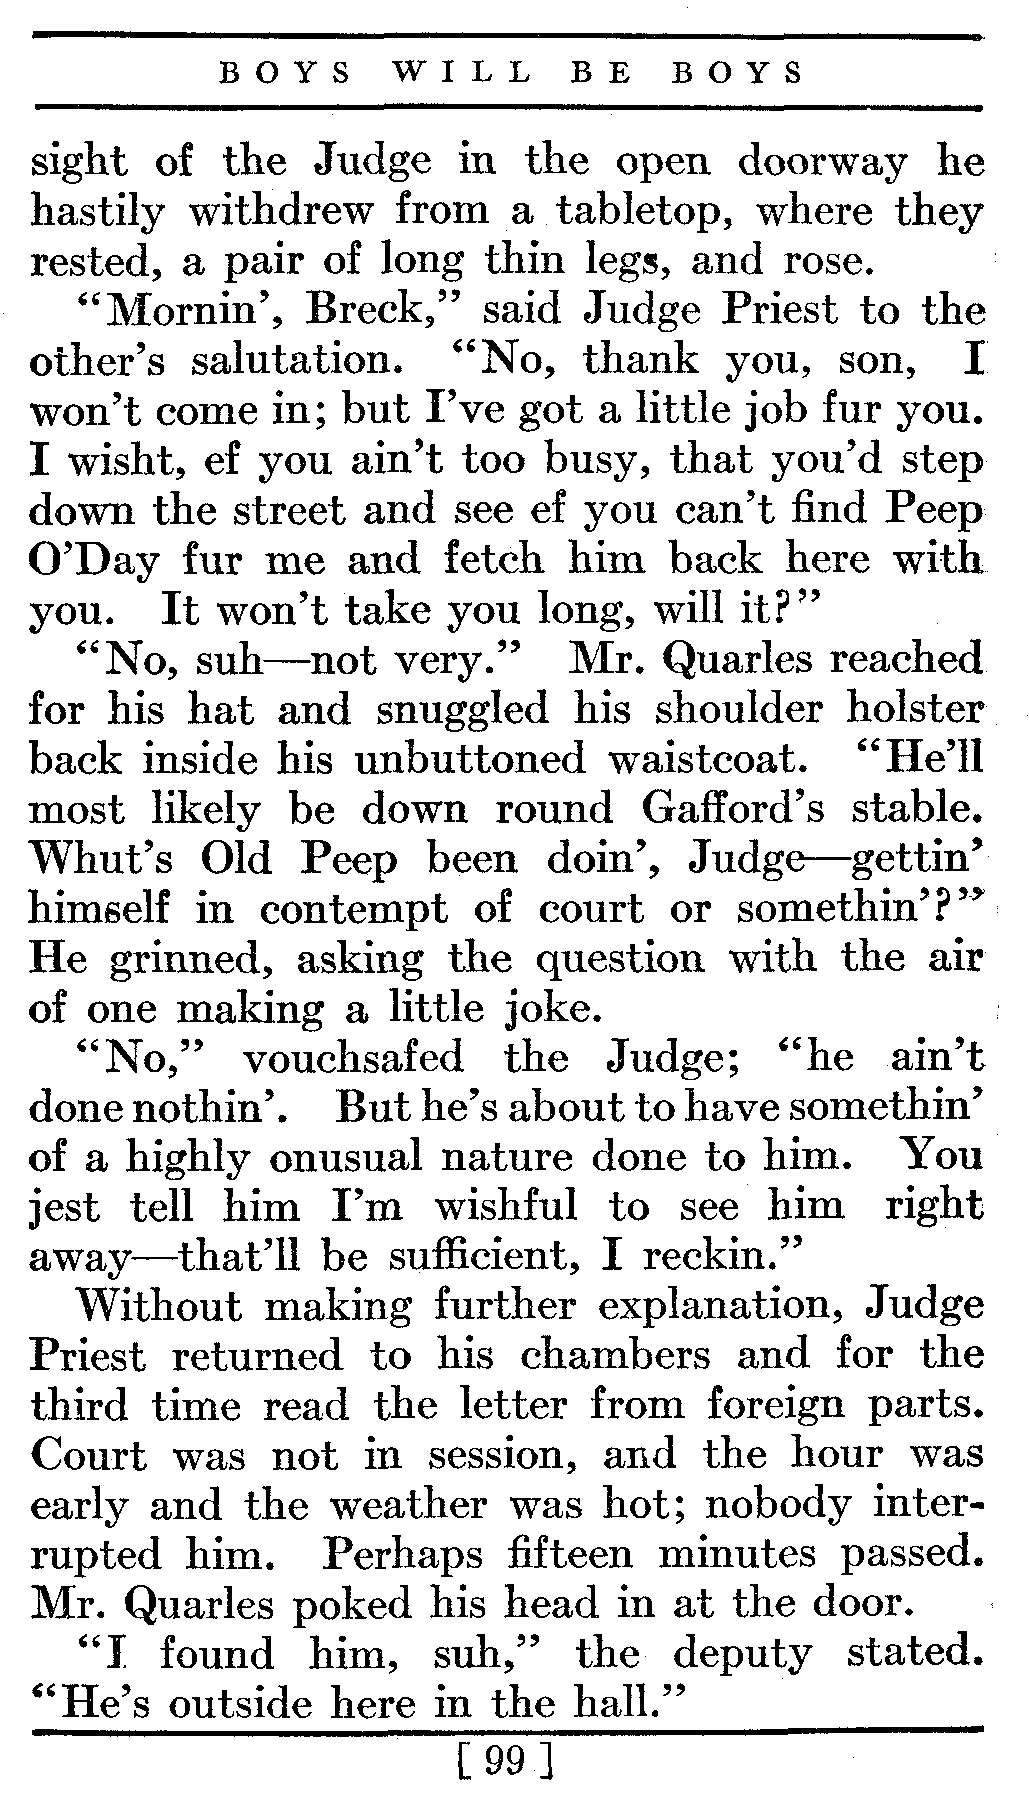 BOYS WILL BE BOYS
sight of the Judge in the open doorway he
hastily withdrew from a tabletop, where they
rested, a pair of long thin legs, and rose.
“Mornin’, Breck,” said Judge Priest to the
other’s salutation. “No, thank you, son, I
won’t come in; but I’ve got a little job fur you.
I wisht, ef you ain’t too busy, that you’d step
down the street and see ef you can’t find Peep
O’Day fur me and fetch him back here with
you. It won’t take you long, will it?”
“No, suh—not very.” Mr. Quarles reached
for his hat and snuggled his shoulder holster
back inside his unbuttoned waistcoat. “He’ll
most likely be down round Gafford’s stable.
Whut’s Old Peep been doin’, Judge—gettin’
himself in contempt of court or somethin’?”
He grinned, asking the question with the air
of one making a little joke.
“No,” vouchsafed the Judge; “he ain’t
done nothin’. But he’s about to have somethin’
of a highly onusual nature done to him. You
jest tell him I’m wishful to see him right
away—that’ll be sufficient, I reckin.”
Without making further explanation, Judge
Priest returned to his chambers and for the
third time read the letter from foreign parts.
Court was not in session, and the hour was
early and the weather was hot; nobody inter-
rupted him. Perhaps fifteen minutes passed.
Mr. Quarles poked his head in at the door.
“I found him, suh,” the deputy stated.
“He’s outside here in the hall.”
[ 99 ]